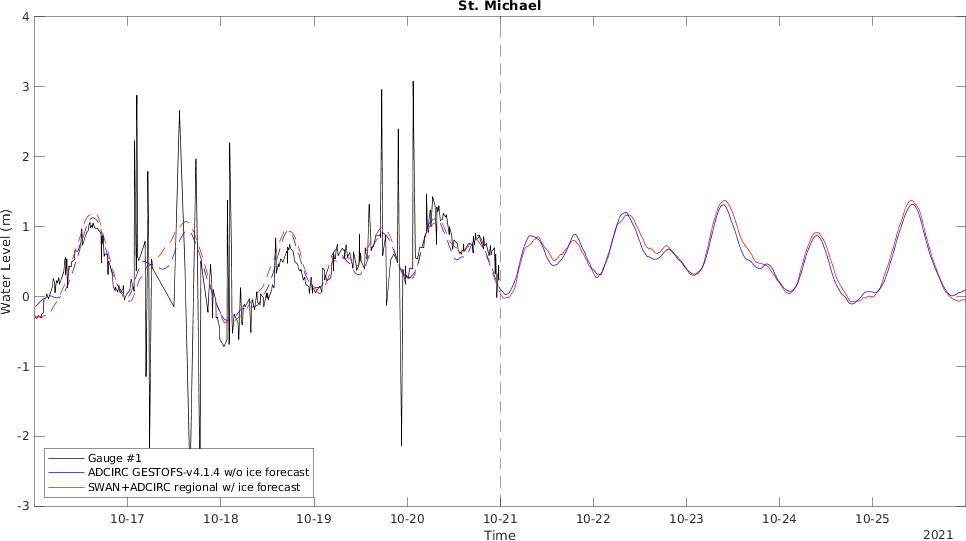 St. Michael
4
3
2
1
0
-1
-2
-3
Water Level (m)
Gauge #1
ADCIRC GESTOFS-v4.1.4 w/o ice forecast
SWAN+ADCIRC regional w/ ice forecast
10-17 10-18 10-19 10-20 10-21 10-22 10-23 10-24 10-25
Time
2021